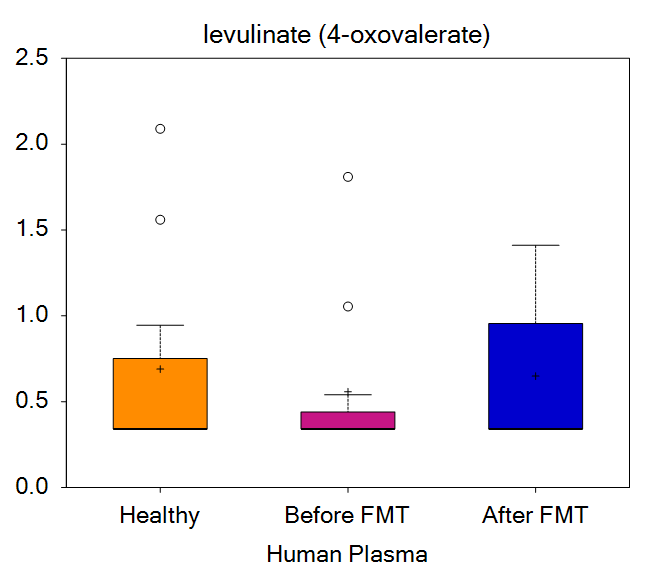 levulinate (4-oxovalerate)
2.5
2.0
1.5
1.0
0.5
0.0
Healthy Before FMT After FMT
Human Plasma